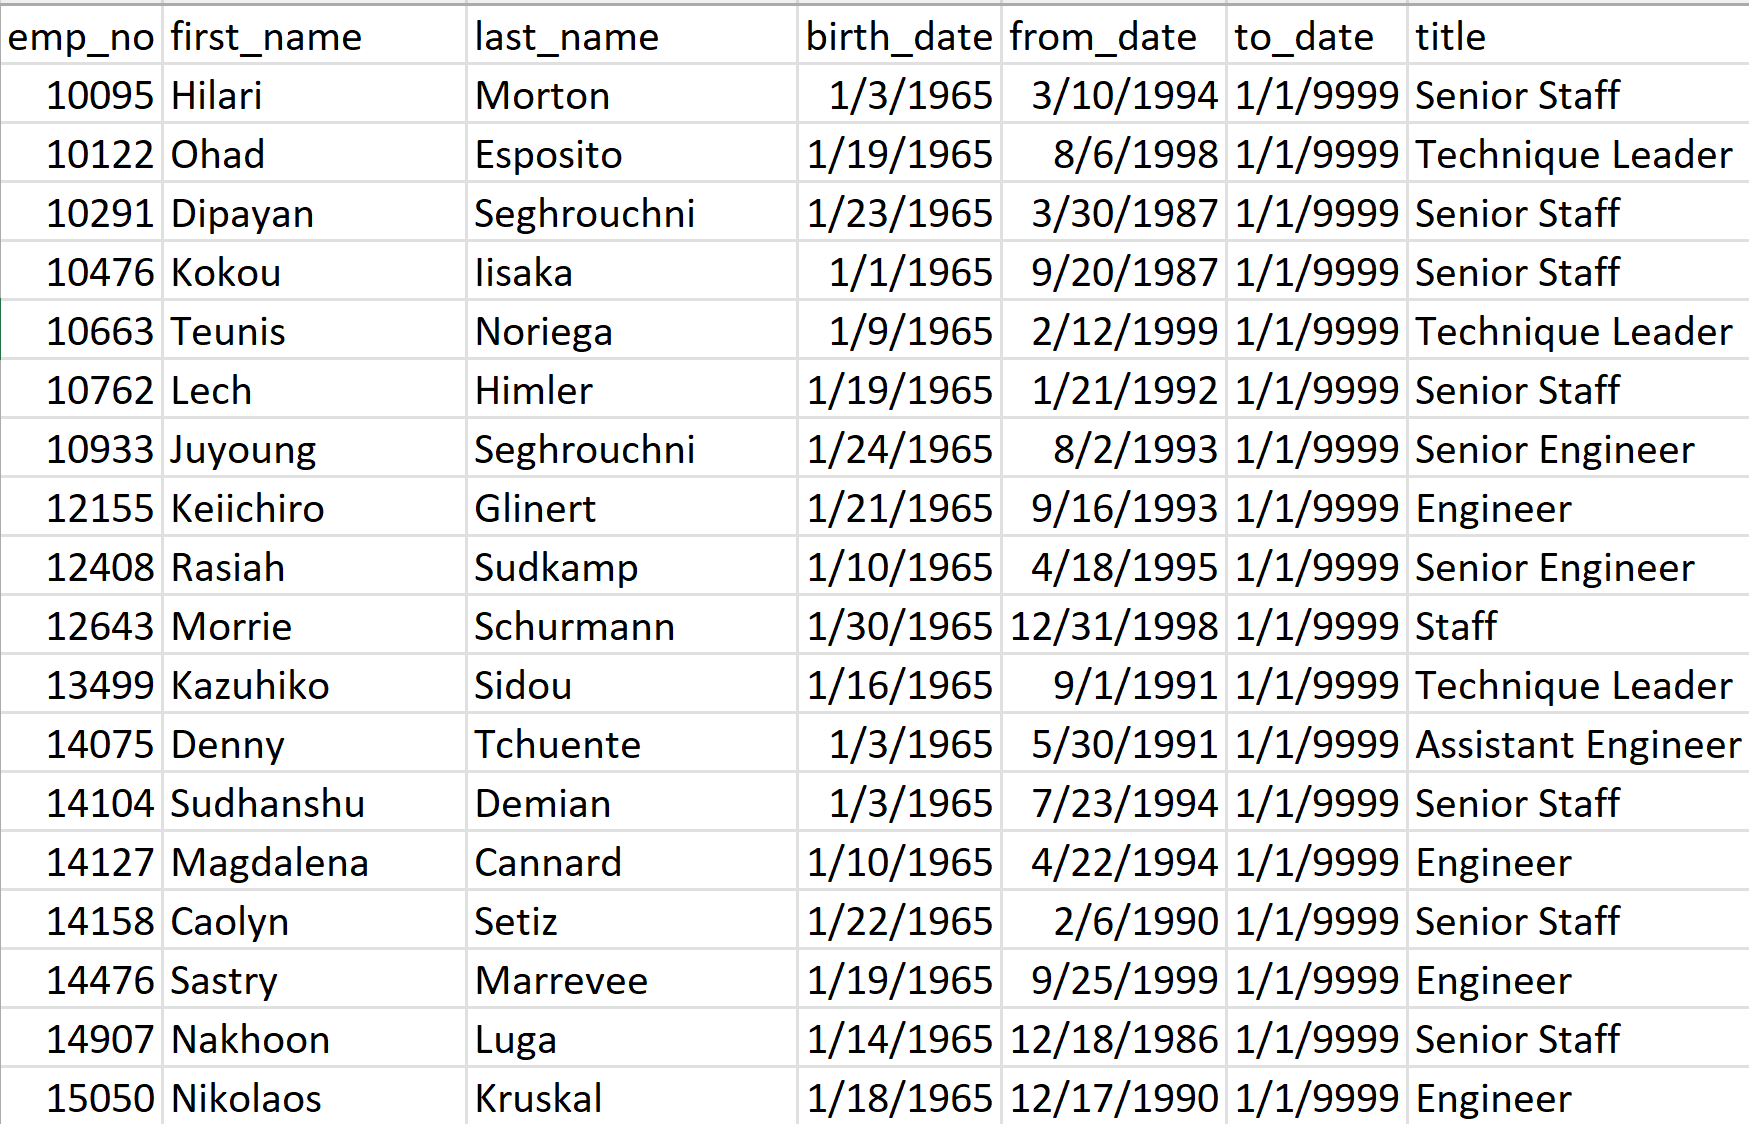 emp_no first_name last_name birth_date from_date to_date title
10095 Hilari Morton 1/3/1965 3/10/1994 1/1/9999 Senior Staff
10122 Ohad Esposito 1/19/1965 8/6/1998 1/1/9999 Technique Leader
10291 Dipayan Seghrouchni 1/23/1965 3/30/1987 1/1/9999 Senior Staff
10476 Kokou Iisaka 1/1/1965 9/20/1987 1/1/9999 Senior Staff
10663 Teunis Noriega 1/9/1965 2/12/1999 1/1/9999 Technique Leader
10762 Lech Himler 1/19/1965 1/21/1992 1/1/9999 Senior Staff
10933 Juyoung Seghrouchni 1/24/1965 8/2/1993 1/1/9999 Senior Engineer
12155 Keiichiro Glinert 1/21/1965 9/16/1993 1/1/9999 Engineer
12408 Rasiah Sudkamp 1/10/1965 4/18/1995 1/1/9999 Senior Engineer
12643 Morrie Schurmann 1/30/1965 12/31/1998 1/1/9999 Staff
13499 Kazuhiko Sidou 1/16/1965 9/1/1991 1/1/9999 Technique Leader
14075 Denny Tchuente 1/3/1965 5/30/1991 1/1/9999 Assistant Engineer
14104 Sudhanshu Demian 1/3/1965 7/23/1994 1/1/9999 Senior Staff
14127 Magdalena Cannard 1/10/1965 4/22/1994 1/1/9999 Engineer
14158 Caolyn Setiz 1/22/1965 2/6/1990 1/1/9999 Senior Staff
14476 Sastry Marrevee 1/19/1965 9/25/1999 1/1/9999 Engineer
14907 Nakhoon Luga 1/14/1965 12/18/1986 1/1/9999 Senior Staff
15050 Nikolaos Kruskal 1/18/1965 12/17/1990 1/1/9999 Engineer